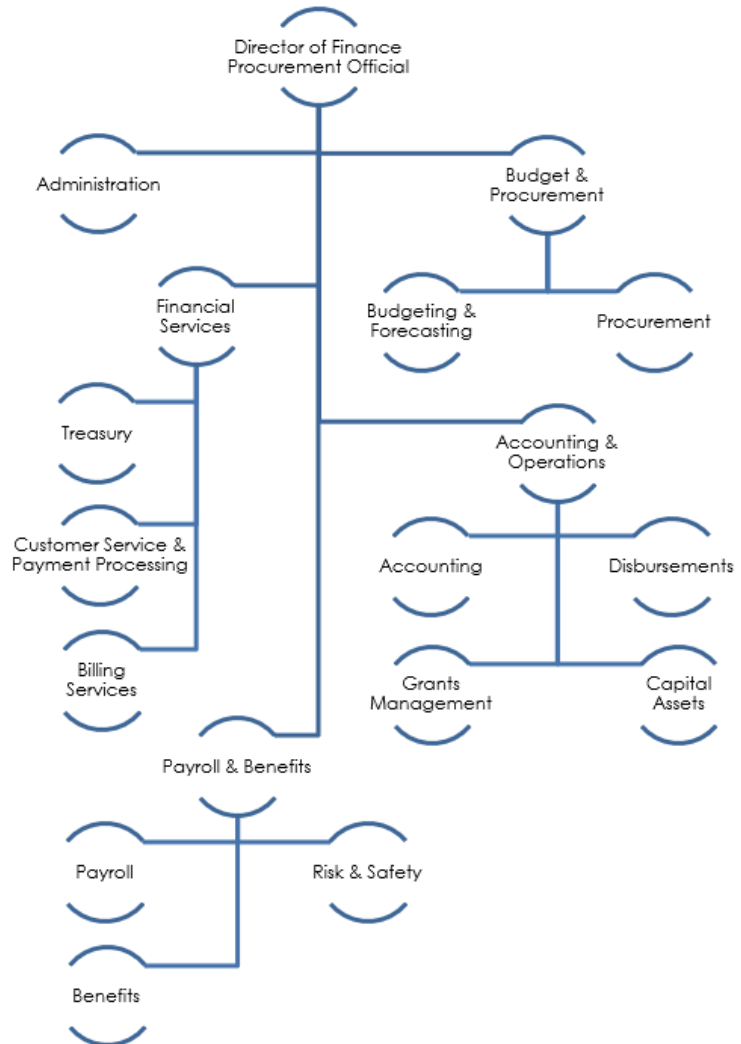 Director of Finance
Procurement Official
Administration
Budget &
Procurement
Financial
Services
Budgeting &
Forecasting
Procurement
Treasury
Accounting &
Operations
Customer Service &
Payment Processing
Accounting
Disbursements
Billing
Services
Grants
Management
Capital
Assets
Payroll & Benefits
Payroll
Risk & Safety
Benefits